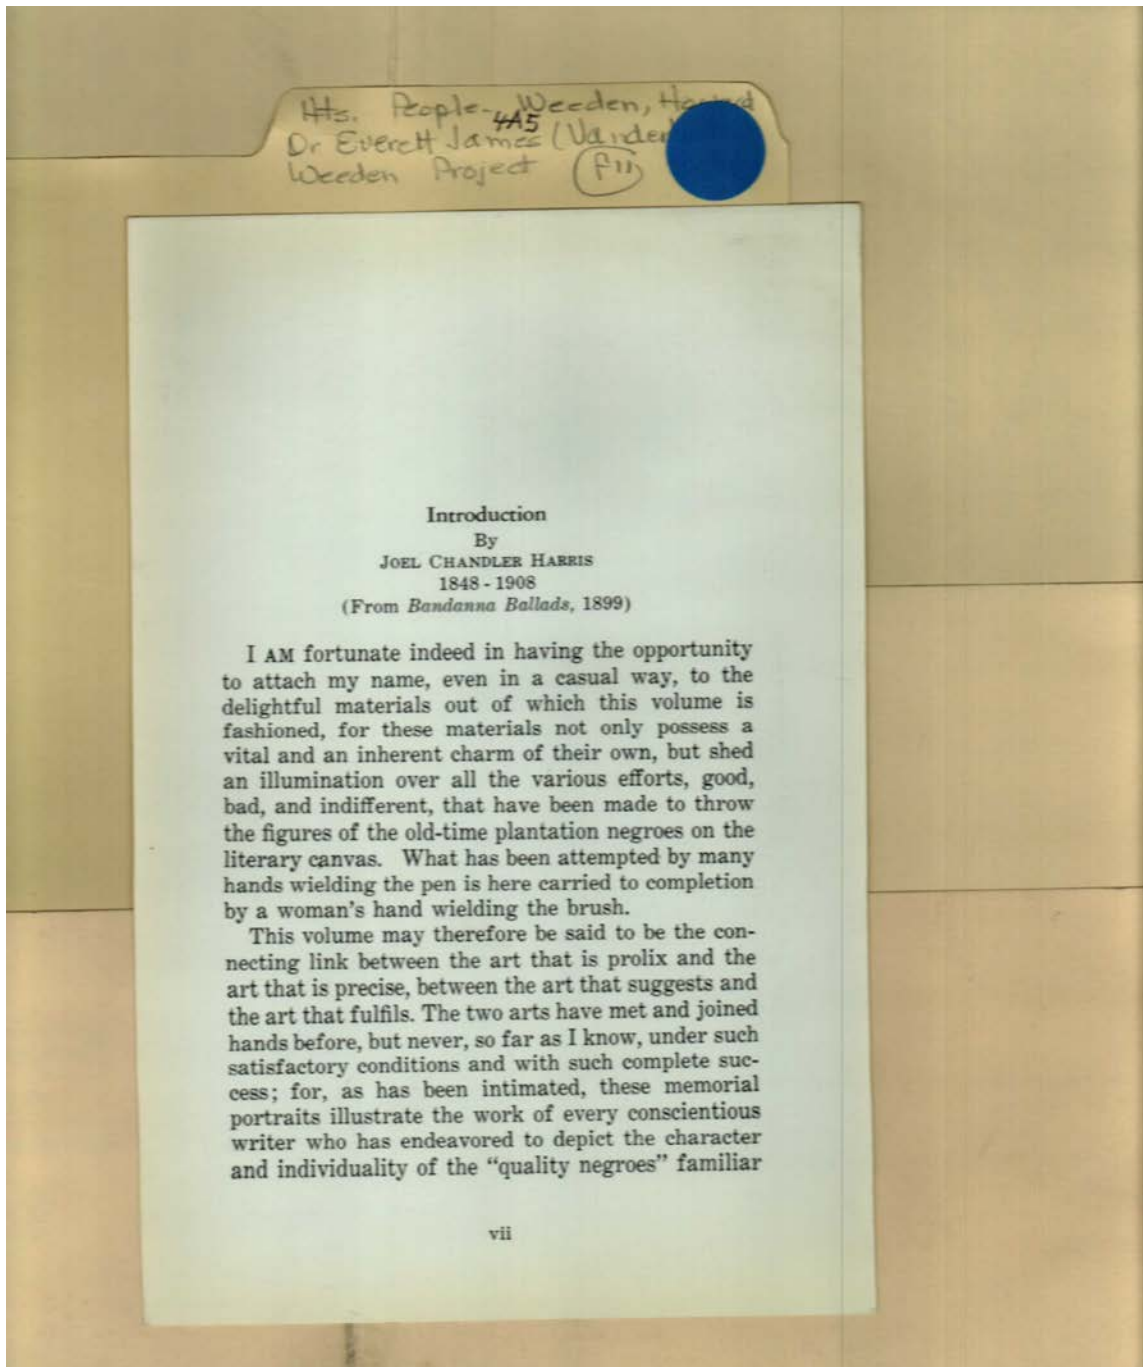 Hts. People- Weeden, Howard
4A5
Dr Everett James (Vander
Weeden Project (F11)
Introduction
By
JOEL CHANDLER HARRIS
1848 - 1908
(From Bandanna Ballads, 1899)
I AM fortunate indeed in having the opportunity
to attach my name, even in a casual way, to the
delightful materials out of which this volume is
fashioned, for these materials not only possess a
vital and an inherent charm of their own, but shed
an illumination over all the various efforts, good,
bad, and indifferent, that have been made to throw
the figures of the old-time plantation negroes on the
literary canvas. What has been attempted by many
hands wielding the pen is here carried to completion
by a woman's hand wielding the brush.
This volume may therefore be said to be the con-
necting link between the art that is prolix and the
art that is precise, between the art that suggests and
the art that fulfils. The two arts have met and joined
hands before, but never, so far as I know, under such
satisfactory conditions and with such complete suc-
cess; for, as has been intimated, these memorial
portraits illustrate the work of every conscientious
writer who has endeavored to depict the character
and individuality of the "quality negroes" familiar
vii